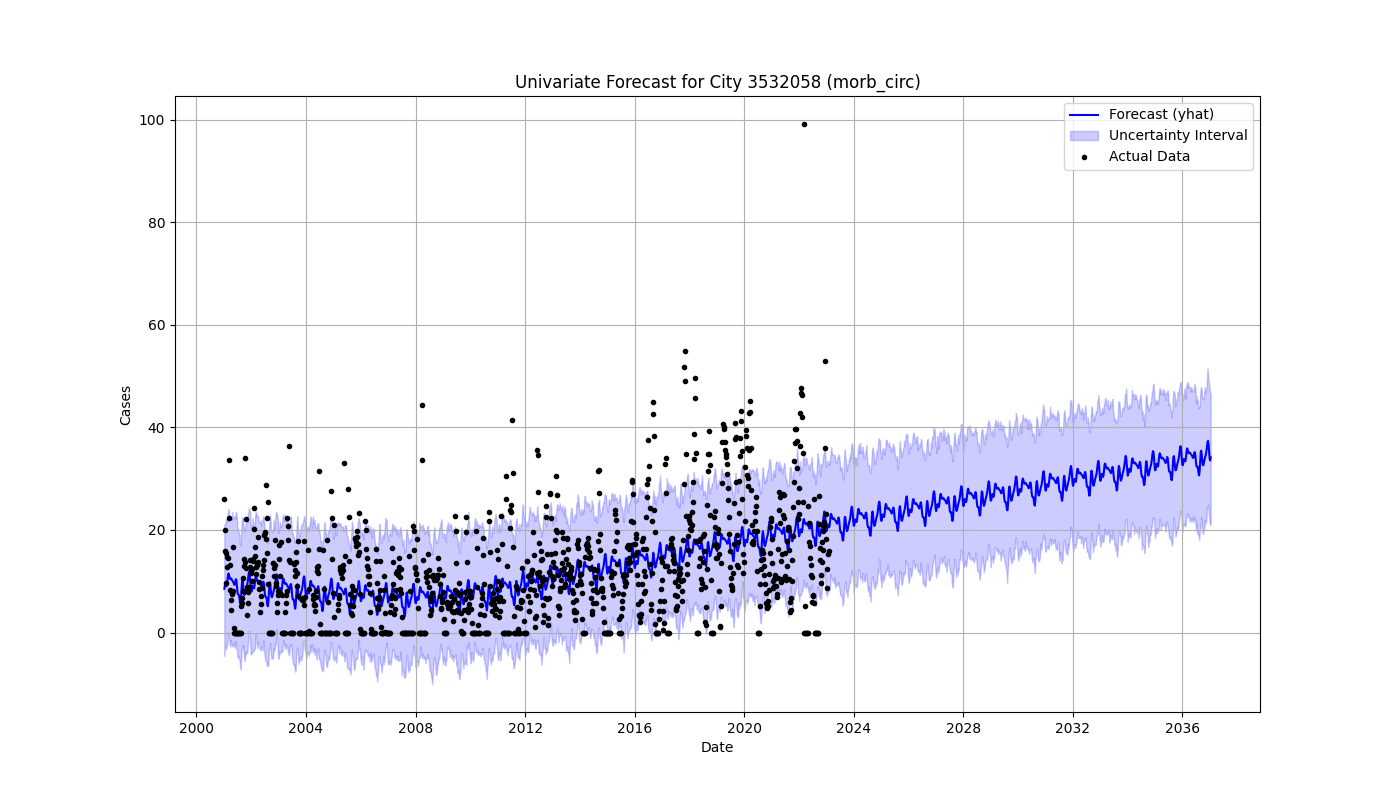 Univariate Forecast for City 3532058 (morb_circ)
Forecast (yhat)
Uncertainty Interval
Actual Data
Cases
100
80
60
40
20
0
2000 2004 2008 2012 2016 2020 2024 2028 2032 2036
Date